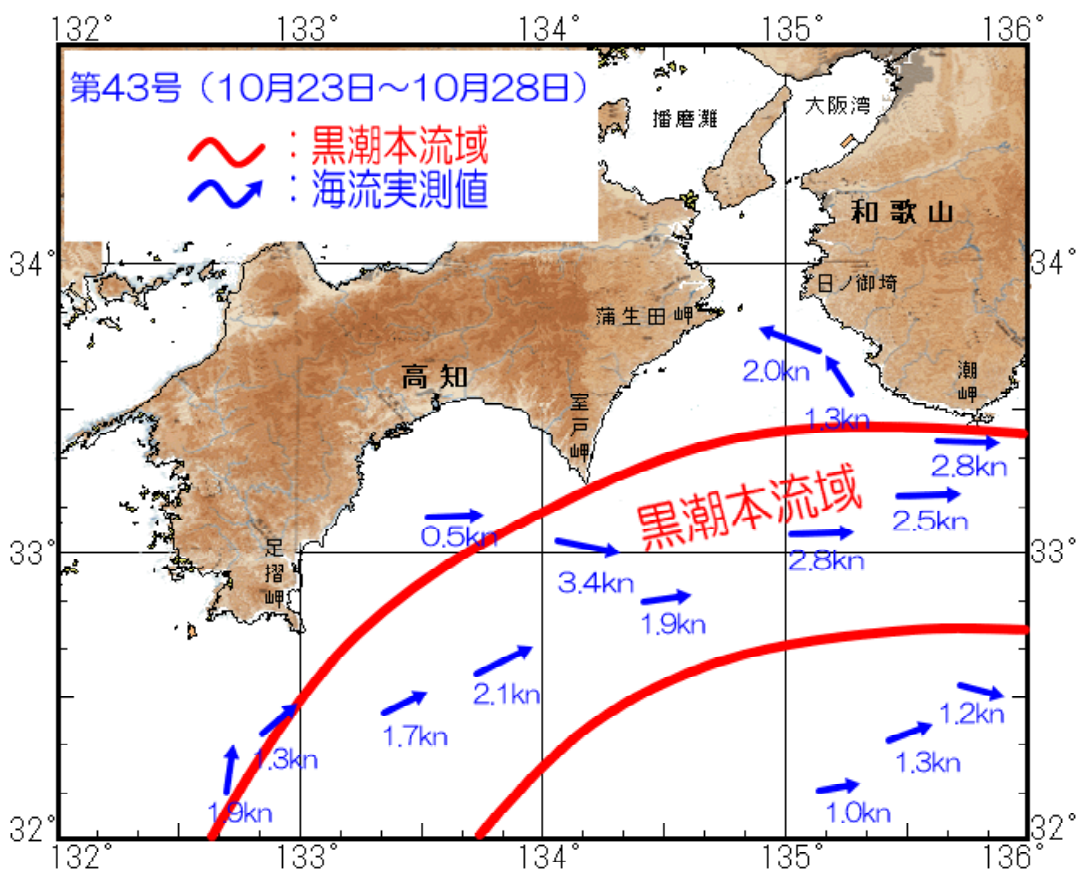 132° 133° 134° 135° 136°
第43号（10月23日～10月28日）
：黒潮本流域
：海流実測値
播磨灘
大阪湾
和歌山
34° 34°
日ノ御埼
蒲生田岬
2.0kn
潮岬
高知
室戸岬
1.3kn
2.8kn
黒潮本流域
2.5kn
0.5kn
2.8kn
33° 33°
足摺岬
3.4kn
1.9kn
2.1kn
1.7kn
1.2kn
1.3kn
1.3kn
1.9kn
1.0kn
32° 32°
132° 133° 134° 135° 136°